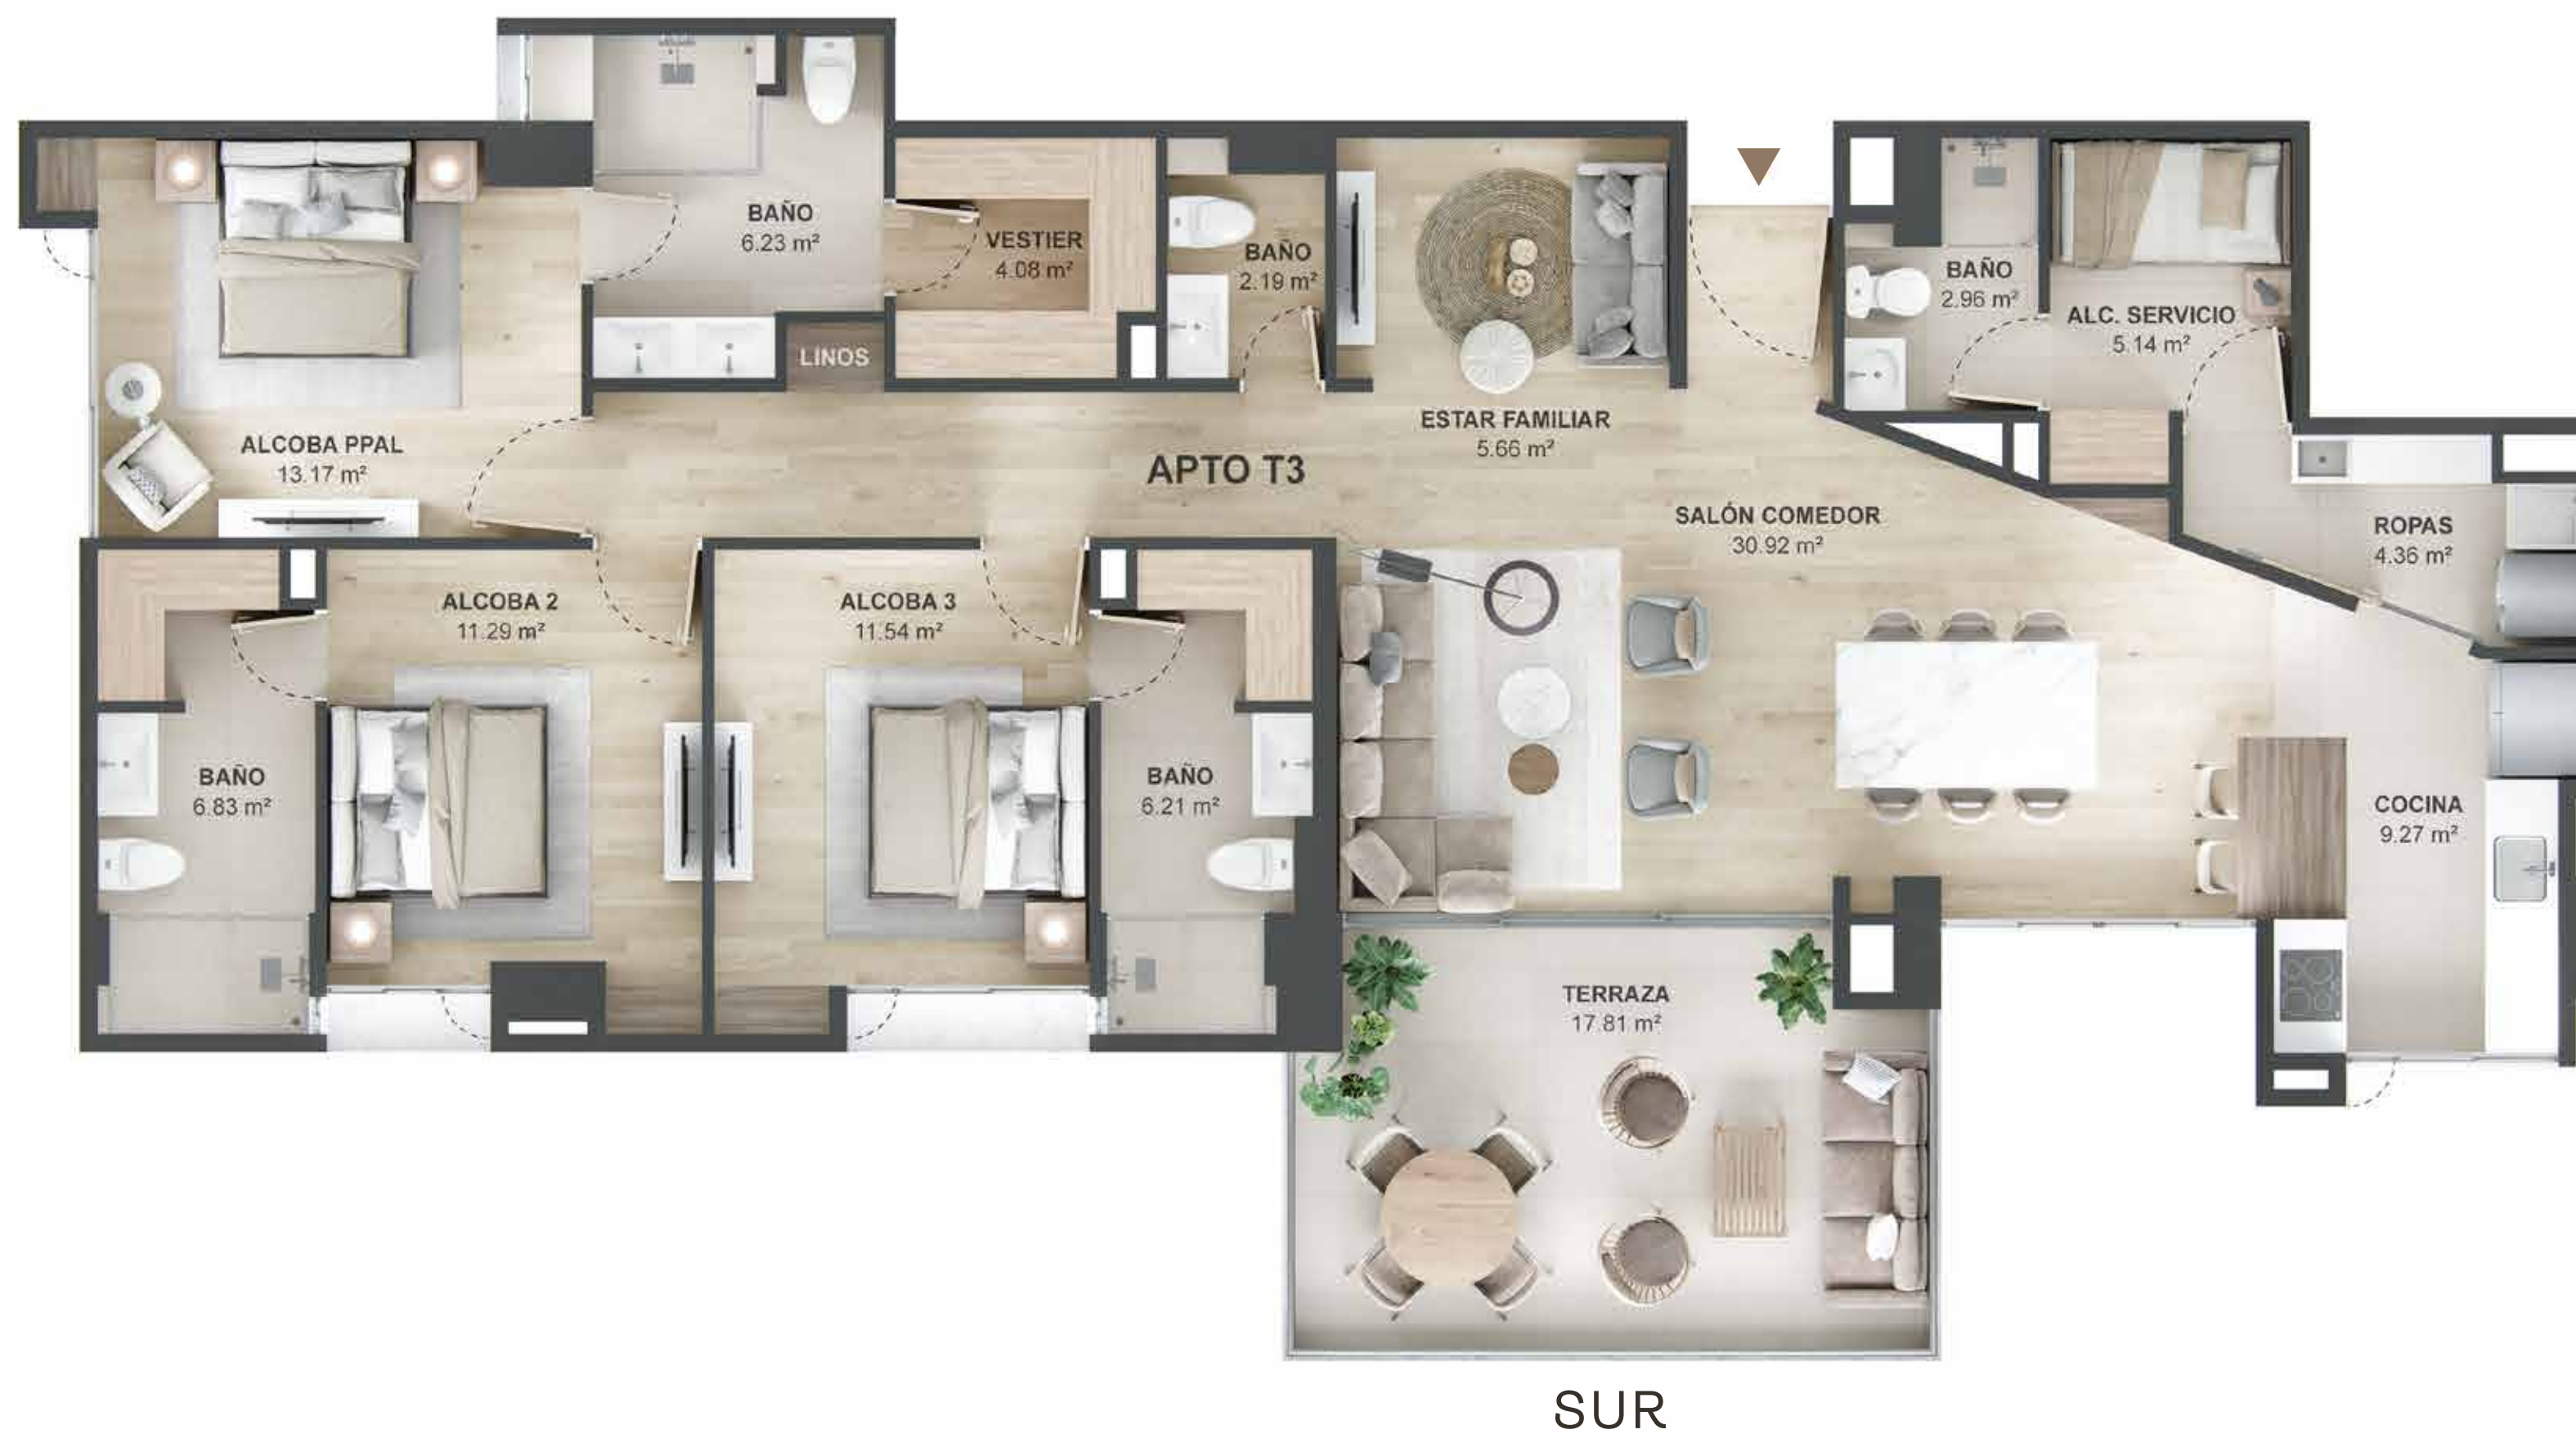 BAÑO
6.23 m²
VESTIER
4.08 m²
BAÑO
2.19 m²
BAÑO
2.96 m²
ALC. SERVICIO
5.14 m²
LINOS
ALCOBA PPAL
13.17 m²
APTO T3
ESTAR FAMILIAR
5.66 m²
SALÓN COMEDOR
30.92 m²
ROPAS
4.36 m²
ALCOBA 2
11.29 m²
ALCOBA 3
11.54 m²
BAÑO
6.83 m²
BAÑO
6.21 m²
COCINA
9.27 m²
TERRAZA
17.81 m²
SUR